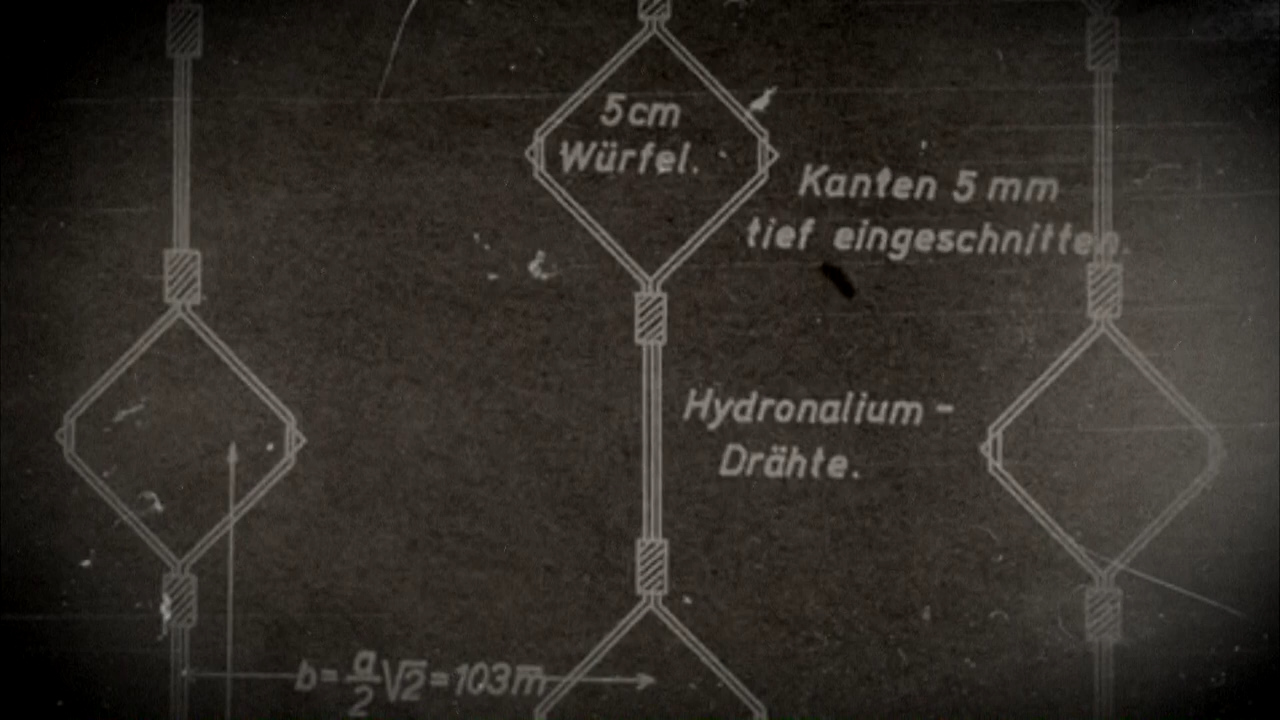 5cm
Würfel.
Kanten 5 mm
tief eingeschnitten.
Hydronalium-
Drähte.
b=a/2√2=103m